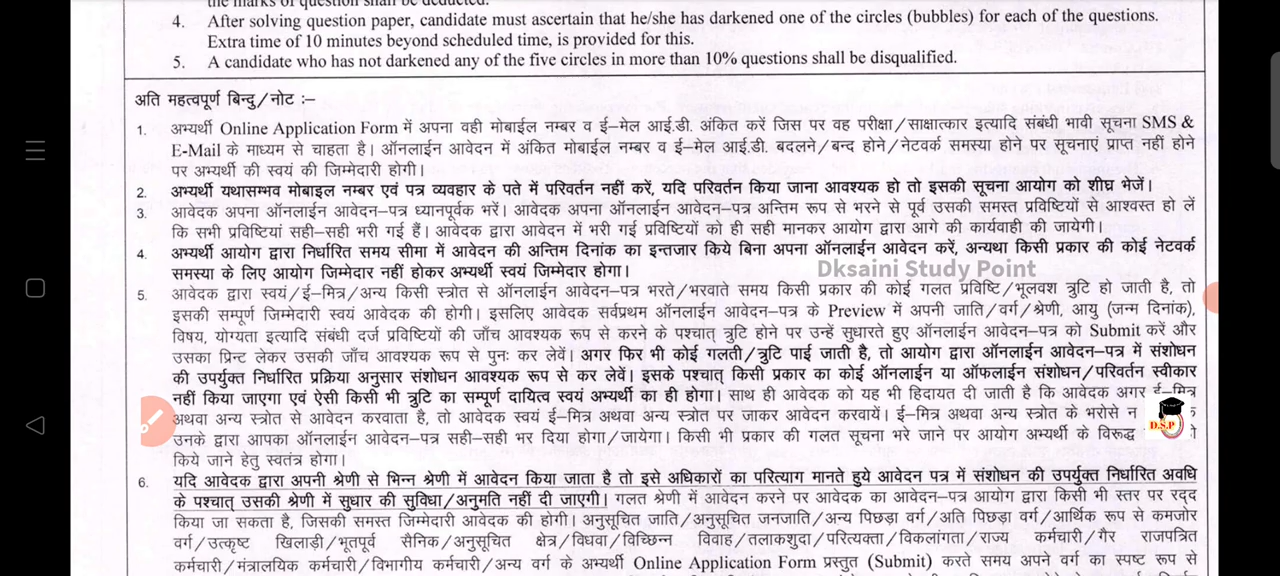 the marks of question shall be deducted.
4. After solving question paper, candidate must ascertain that he/she has darkened one of the circles (bubbles) for each of the questions.
Extra time of 10 minutes beyond scheduled time, is provided for this.
5. A candidate who has not darkened any of the five circles in more than 10% questions shall be disqualified.
अति महत्वपूर्ण बिन्दु/नोट :–
1. अभ्यर्थी Online Application Form में अपना वही मोबाईल नम्बर व ई–मेल आई.डी. अंकित करें जिस पर वह परीक्षा/साक्षात्कार इत्यादि संबंधी भावी सूचना SMS &
E-Mail के माध्यम से चाहता है। ऑनलाईन आवेदन में अंकित मोबाईल नम्बर व ई–मेल आई.डी. बदलने/बन्द होने/नेटवर्क समस्या होने पर सूचनाएं प्राप्त नहीं होने
पर अभ्यर्थी की स्वयं की जिम्मेदारी होगी।
2. अभ्यर्थी यथासम्भव मोबाइल नम्बर एवं पत्र व्यवहार के पते में परिवर्तन नहीं करें, यदि परिवर्तन किया जाना आवश्यक हो तो इसकी सूचना आयोग को शीघ्र भेजें।
3. आवेदक अपना ऑनलाईन आवेदन–पत्र ध्यानपूर्वक भरें। आवेदक अपना ऑनलाईन आवेदन–पत्र अन्तिम रूप से भरने से पूर्व उसकी समस्त प्रविष्टियों से आश्वस्त हो लें
कि सभी प्रविष्टियां सही–सही भरी गई हैं। आवेदक द्वारा आवेदन में भरी गई प्रविष्टियों को ही सही मानकर आयोग द्वारा आगे की कार्यवाही की जायेगी।
4. अभ्यर्थी आयोग द्वारा निर्धारित समय सीमा में आवेदन की अन्तिम दिनांक का इन्तजार किये बिना अपना ऑनलाईन आवेदन करें, अन्यथा किसी प्रकार की कोई नेटवर्क
समस्या के लिए आयोग जिम्मेदार नहीं होकर अभ्यर्थी स्वयं जिम्मेदार होगा।
Dksaini Study Point
5. आवेदक द्वारा स्वयं/ई–मित्र/अन्य किसी स्त्रोत से ऑनलाईन आवेदन–पत्र भरते/भरवाते समय किसी प्रकार की कोई गलत प्रविष्टि/भूलवश त्रुटि हो जाती है, तो
इसकी सम्पूर्ण जिम्मेदारी स्वयं आवेदक की होगी। इसलिए आवेदक सर्वप्रथम ऑनलाईन आवेदन–पत्र के Preview में अपनी जाति/वर्ग/श्रेणी, आयु (जन्म दिनांक),
विषय, योग्यता इत्यादि संबंधी दर्ज प्रविष्टियों की जाँच आवश्यक रूप से करने के पश्चात् त्रुटि होने पर उन्हें सुधारते हुए ऑनलाईन आवेदन–पत्र को Submit करें और
उसका प्रिन्ट लेकर उसकी जाँच आवश्यक रूप से पुनः कर लेवें। अगर फिर भी कोई गलती/त्रुटि पाई जाती है, तो आयोग द्वारा ऑनलाईन आवेदन–पत्र में संशोधन
की उपर्युक्त निर्धारित प्रक्रिया अनुसार संशोधन आवश्यक रूप से कर लेवें। इसके पश्चात् किसी प्रकार का कोई ऑनलाईन या ऑफलाईन संशोधन/परिवर्तन स्वीकार
नहीं किया जाएगा एवं ऐसी किसी भी त्रुटि का सम्पूर्ण दायित्व स्वयं अभ्यर्थी का ही होगा। साथ ही आवेदक को यह भी हिदायत दी जाती है कि आवेदक अगर ई–मित्र
अथवा अन्य स्त्रोत से आवेदन करवाता है, तो आवेदक स्वयं ई–मित्र अथवा अन्य स्त्रोत पर जाकर आवेदन करवायें। ई–मित्र अथवा अन्य स्त्रोत के भरोसे न
D.S.P
उनके द्वारा आपका ऑनलाईन आवेदन–पत्र सही–सही भर दिया होगा/जायेगा। किसी भी प्रकार की गलत सूचना भरे जाने पर आयोग अभ्यर्थी के विरूद्ध
किये जाने हेतु स्वतंत्र होगा।
6. यदि आवेदक द्वारा अपनी श्रेणी से भिन्न श्रेणी में आवेदन किया जाता है तो इसे अधिकारों का परित्याग मानते हुये आवेदन पत्र में संशोधन की उपर्युक्त निर्धारित अवधि
के पश्चात् उसकी श्रेणी में सुधार की सुविधा/अनुमति नहीं दी जाएगी। गलत श्रेणी में आवेदन करने पर आवेदक का आवेदन–पत्र आयोग द्वारा किसी भी स्तर पर रद्द
किया जा सकता है, जिसकी समस्त जिम्मेदारी आवेदक की होगी। अनुसूचित जाति/अनुसूचित जनजाति/अन्य पिछड़ा वर्ग/अति पिछड़ा वर्ग/आर्थिक रूप से कमजोर
वर्ग/उत्कृष्ट खिलाड़ी/भूतपूर्व सैनिक/अनुसूचित क्षेत्र/विधवा/विच्छिन्न विवाह/तलाकशुदा/परित्यक्ता/विकलांगता/राज्य कर्मचारी/गैर राजपत्रित
कर्मचारी/मंत्रालयिक कर्मचारी/विभागीय कर्मचारी/अन्य वर्ग के अभ्यर्थी Online Application Form प्रस्तुत (Submit) करते समय अपने वर्ग का स्पष्ट रूप से